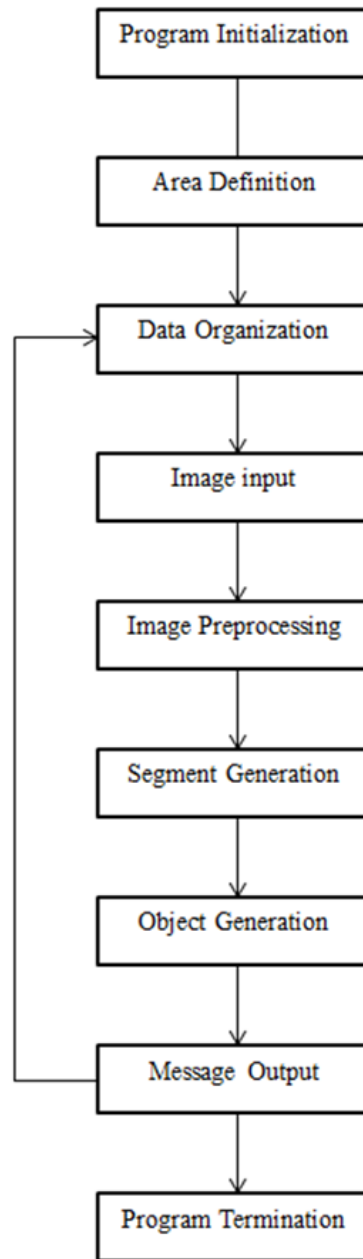 Program Initialization
Area Definition
Data Organization
Image input
Image Preprocessing
Segment Generation
Object Generation
Message Output
Program Termination